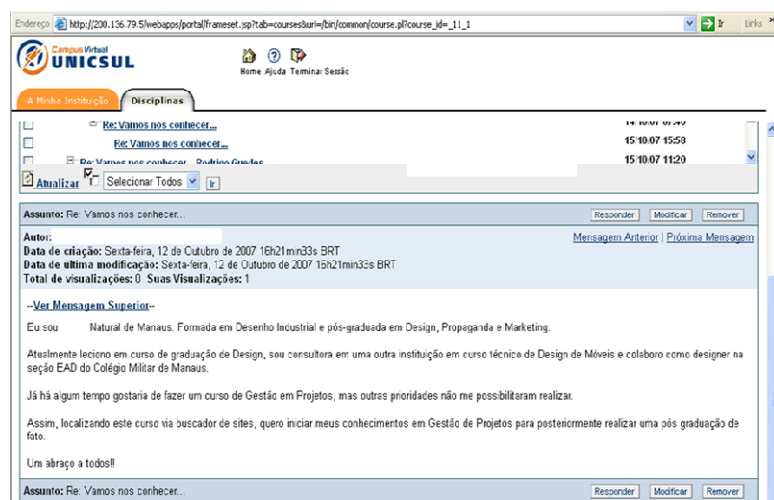 Endereço http://200.136.79.5/webapps/portal/frameset.jsp?tab=courses&url=/bin/common/course.pl?course_id=_11_1 Ir Links
Campus Virtual
UNICSUL
Home Ajuda Terminar Sessão
A Minha Instituição Disciplinas
Re: Vamos nos conhecer...
Re: Vamos nos conhecer... 15/10/07 15:58
Re: Vamos nos conhecer... Rodrigo Guedes 15/10/07 11:20
Atualizar Selecionar Todos Ir
Assunto: Re: Vamos nos conhecer... Responder Modificar Remover
Autor: Mensagem Anterior | Próxima Mensagem
Data de criação: Sexta-feira, 12 de Outubro de 2007 16h21min33s BRT
Data de ultima modificação: Sexta-feira, 12 de Outubro de 2007 16h21min33s BRT
Total de visualizações: 0 Suas Visualizações: 1
--Ver Mensagem Superior--
Eu sou Natural de Manaus. Formada em Desenho Industrial e pós-graduada em Design, Propaganda e Marketing.
Atualmente leciono em curso de graduação de Design, sou consultora em uma outra instituição em curso técnico de Design de Móveis e colaboro como designer na
seção EAD do Colégio Militar de Manaus.
Já há algum tempo gostaria de fazer um curso de Gestão em Projetos, mas outras prioridades não me possibilitaram realizar.
Assim, localizando este curso via buscador de sites, quero iniciar meus conhecimentos em Gestão de Projetos para posteriormente realizar uma pós graduação de
fato.
Um abraço a todos!!
Assunto: Re: Vamos nos conhecer... Responder Modificar Remover